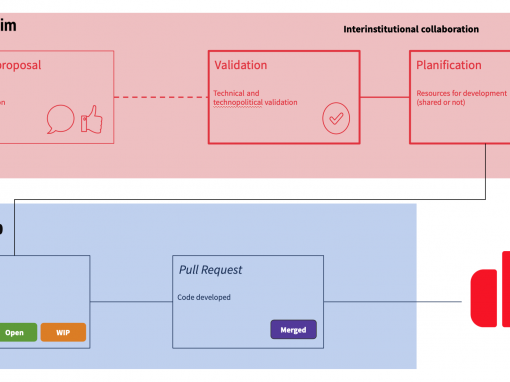 im
Interinstitutional collaboration
roposal
Validation
Planification
on
Technical and
technopolitical validation
Resources for development
(shared or not)
Pull Request
Code developed
Open
WIP
Merged